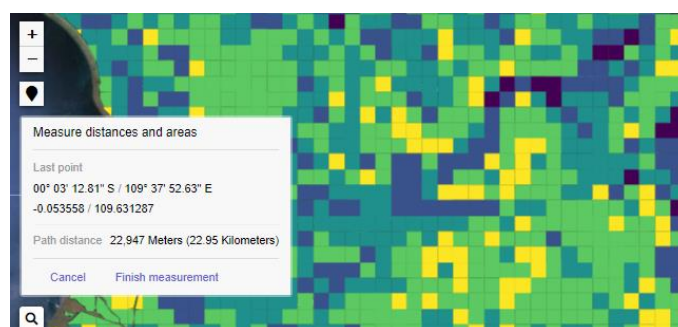 +
−
Measure distances and areas
Last point
00° 03' 12.81" S / 109° 37' 52.63" E
-0.053558 / 109.631287
Path distance 22,947 Meters (22.95 Kilometers)
Cancel Finish measurement